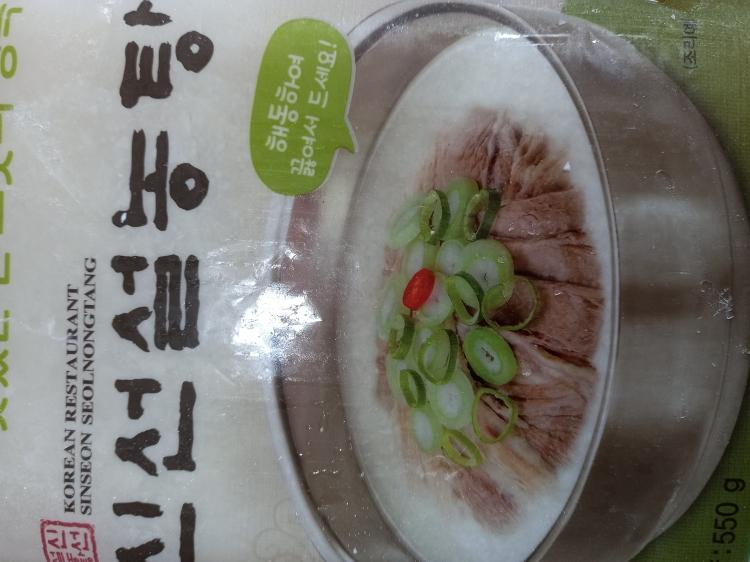 KOREAN RESTAURANT
SINSEON SEOLNONGTANG
신선설농탕
해동하여
끓여서 드세요!
(조리예
: 550 g